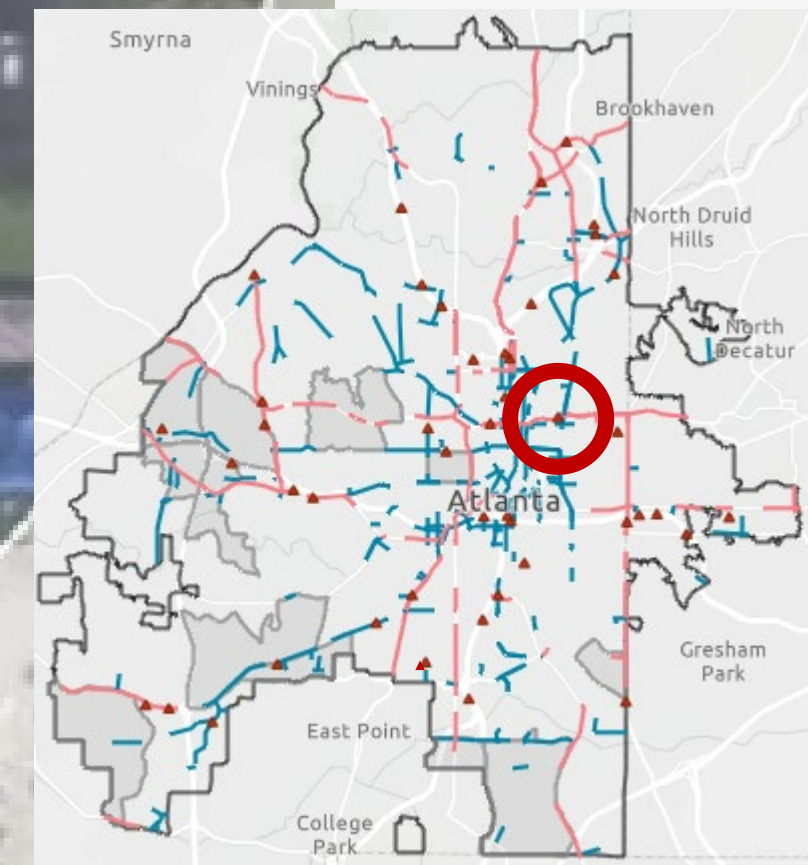 Smyrna
Vinings
Brookhaven
North Druid
Hills
North
Decatur
Atlanta
Gresham
Park
East Point
College
Park